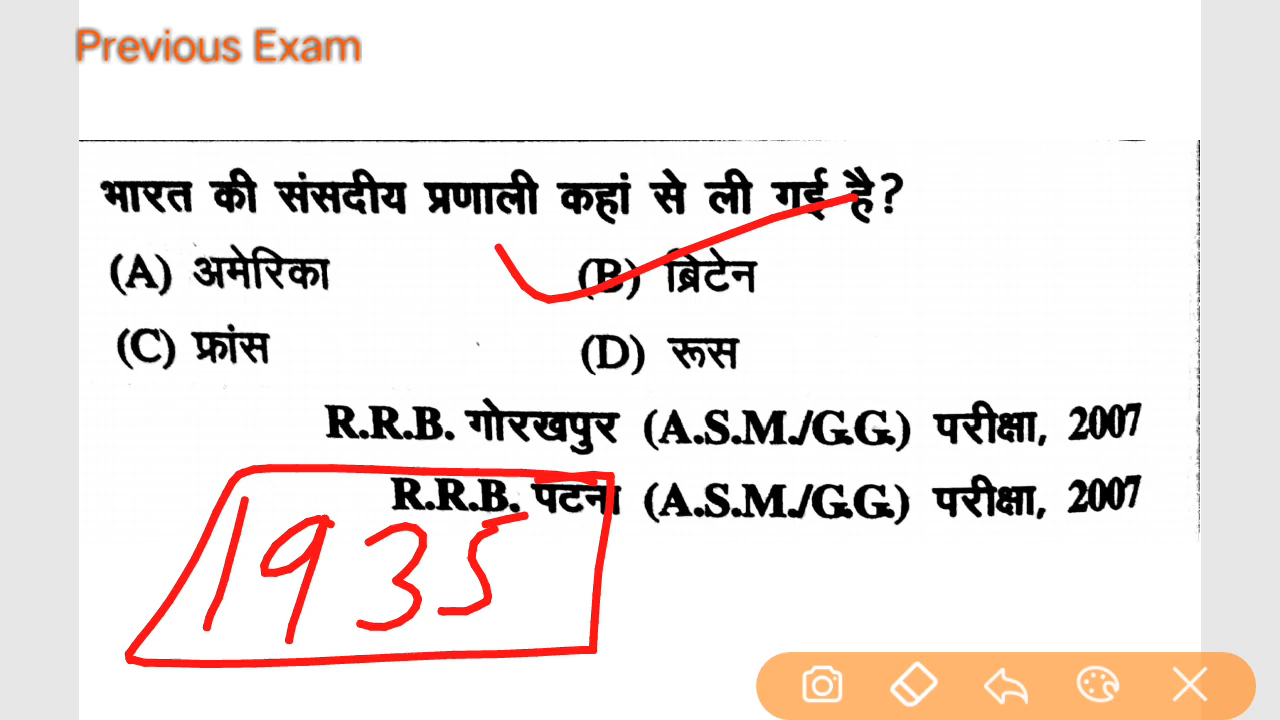 Previous Exam
भारत की संसदीय प्रणाली कहां से ली गई है?
(A) अमेरिका (B) ब्रिटेन
(C) फ्रांस (D) रूस
R.R.B. गोरखपुर (A.S.M./G.G.) परीक्षा, 2007
R.R.B. पटना (A.S.M./G.G.) परीक्षा, 2007
1935